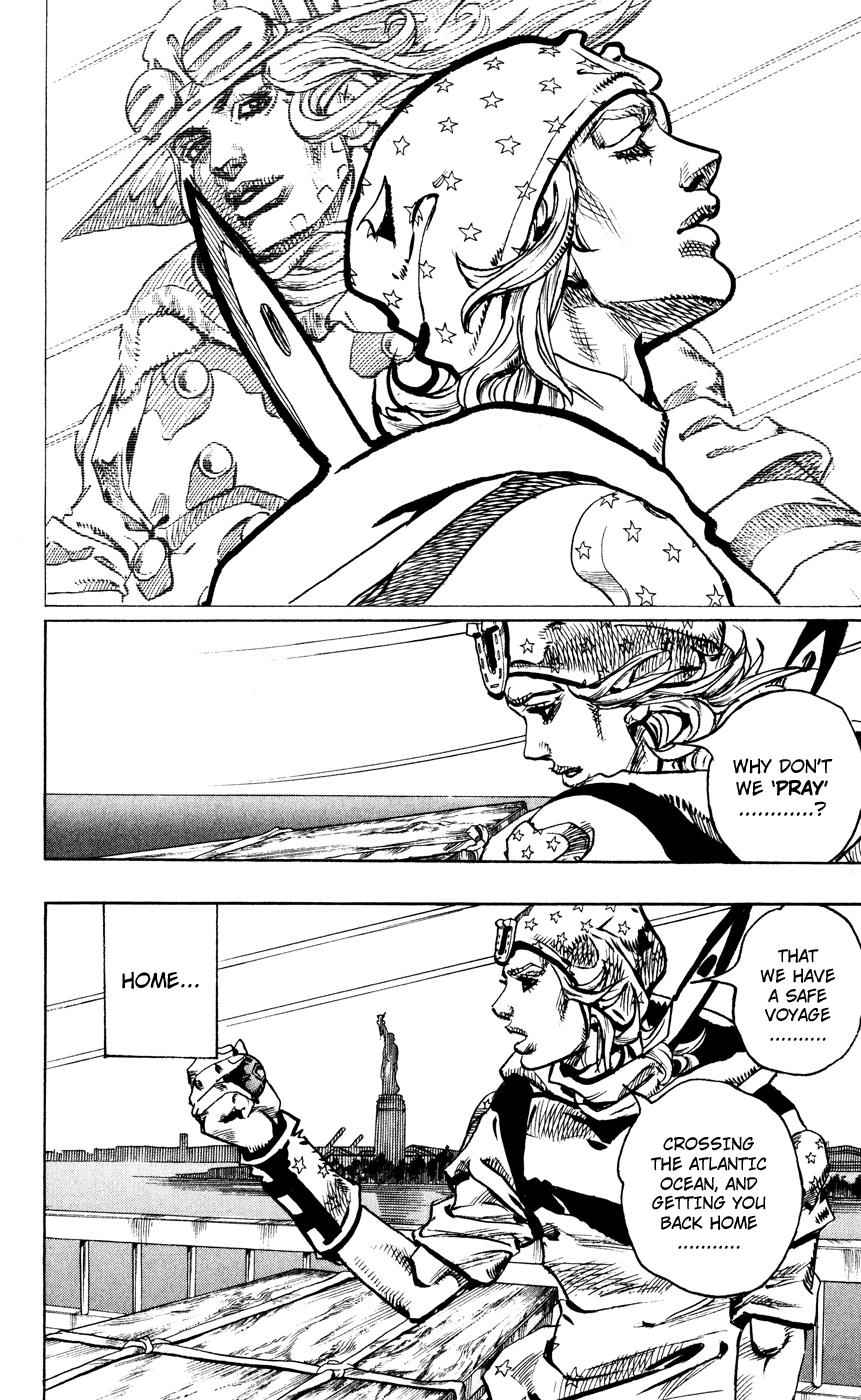 WHY DON'T
WE 'PRAY'
............?
THAT
WE HAVE
A SAFE
VOYAGE
...........
CROSSING
THE ATLANTIC
OCEAN, AND
GETTING YOU
BACK HOME
............
HOME...